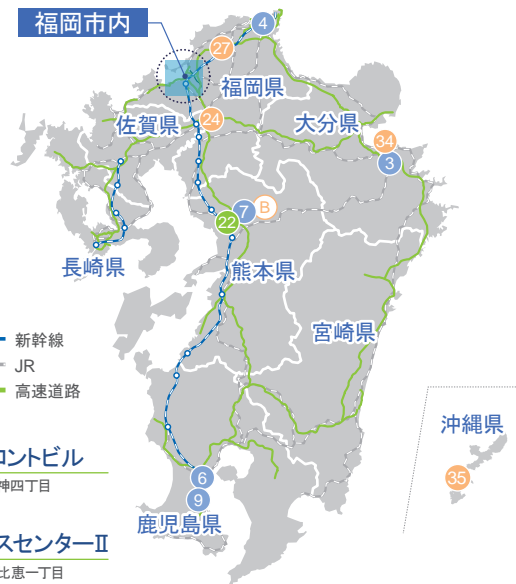 福岡市内
4
27
福岡県
佐賀県
24
大分県
34
3
7
B
22
長崎県
熊本県
宮崎県
新幹線
JR
高速道路
沖縄県
35
ロントビル
神四丁目
6
9
鹿児島県
スセンターII
比恵一丁目